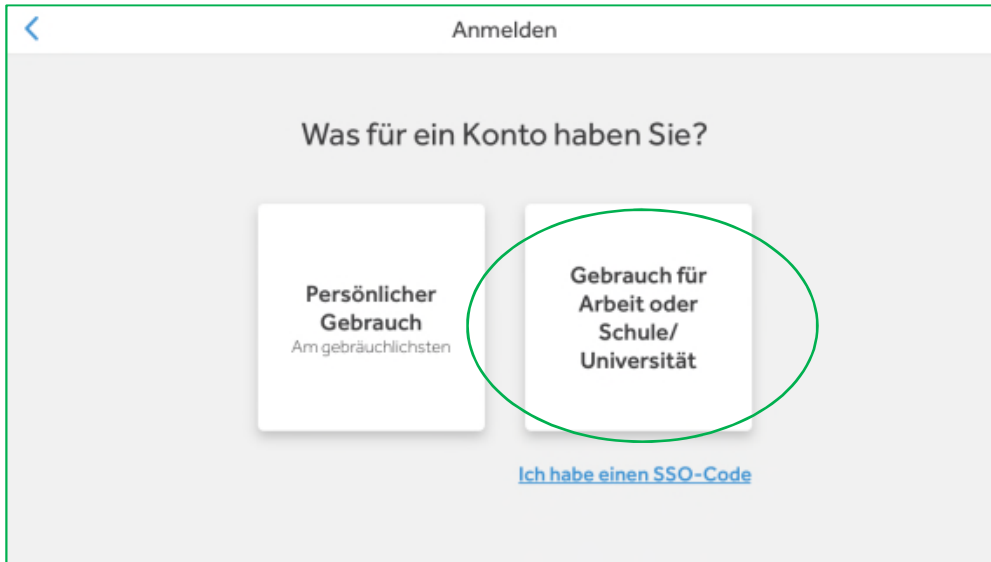 Anmelden
Was für ein Konto haben Sie?
Persönlicher
Gebrauch
Am gebräuchlichsten
Gebrauch für
Arbeit oder
Schule/
Universität
Ich habe einen SSO-Code